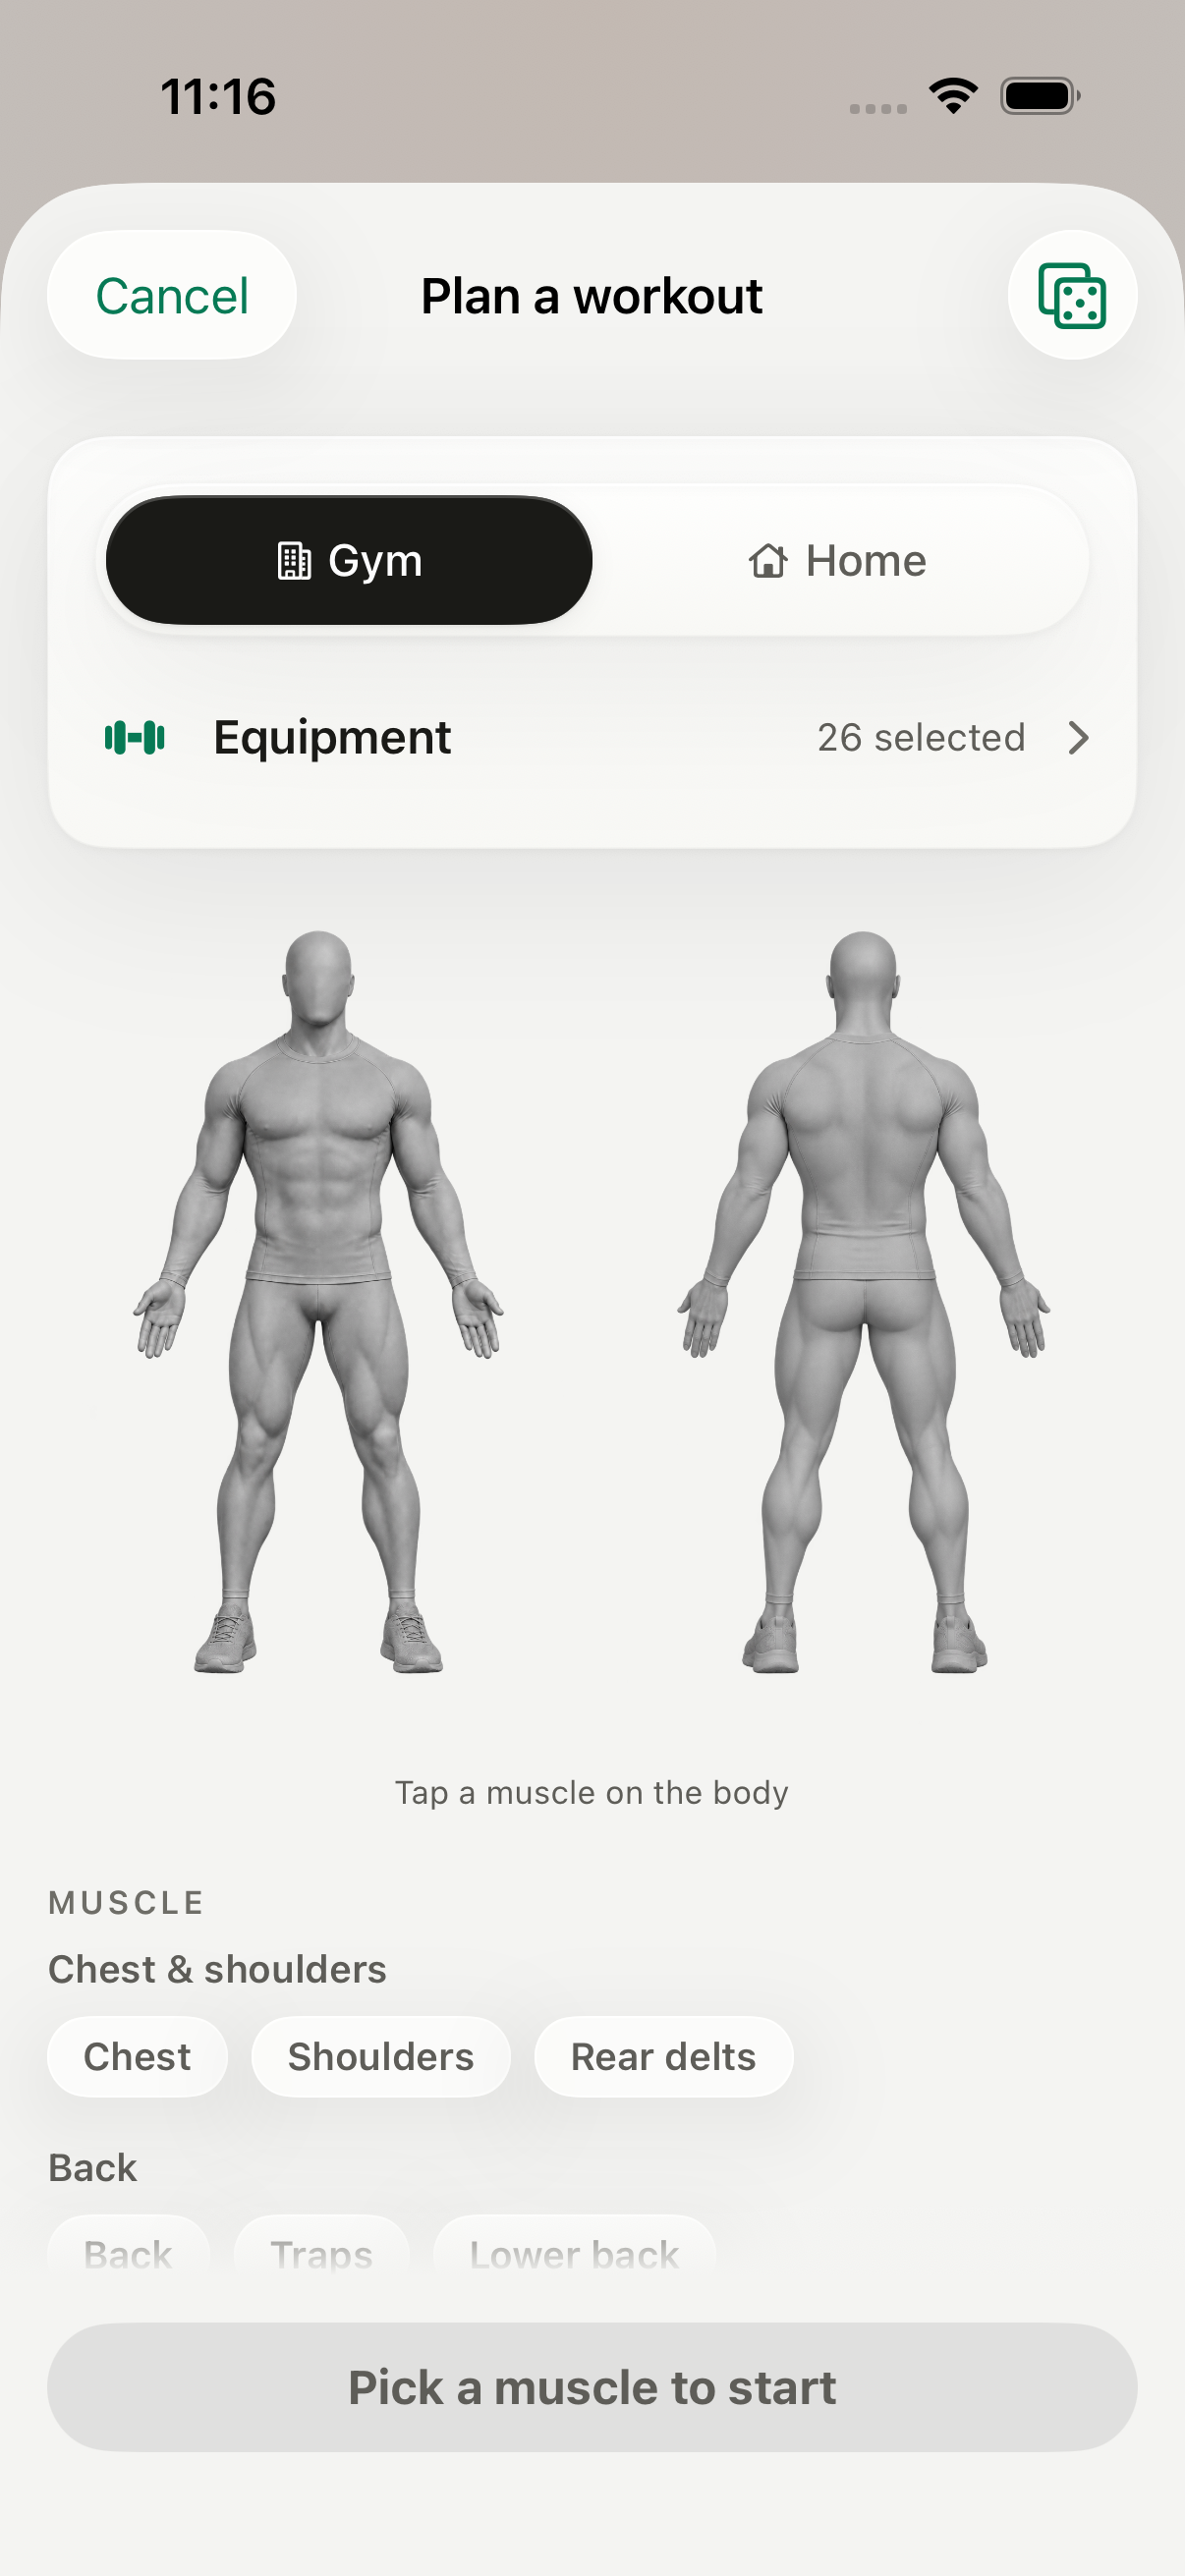 11:16
Cancel
Plan a workout
Gym
Home
Equipment
26 selected
Tap a muscle on the body
MUSCLE
Chest & shoulders
Chest
Shoulders
Rear delts
Back
Back
Traps
Lower back
Pick a muscle to start